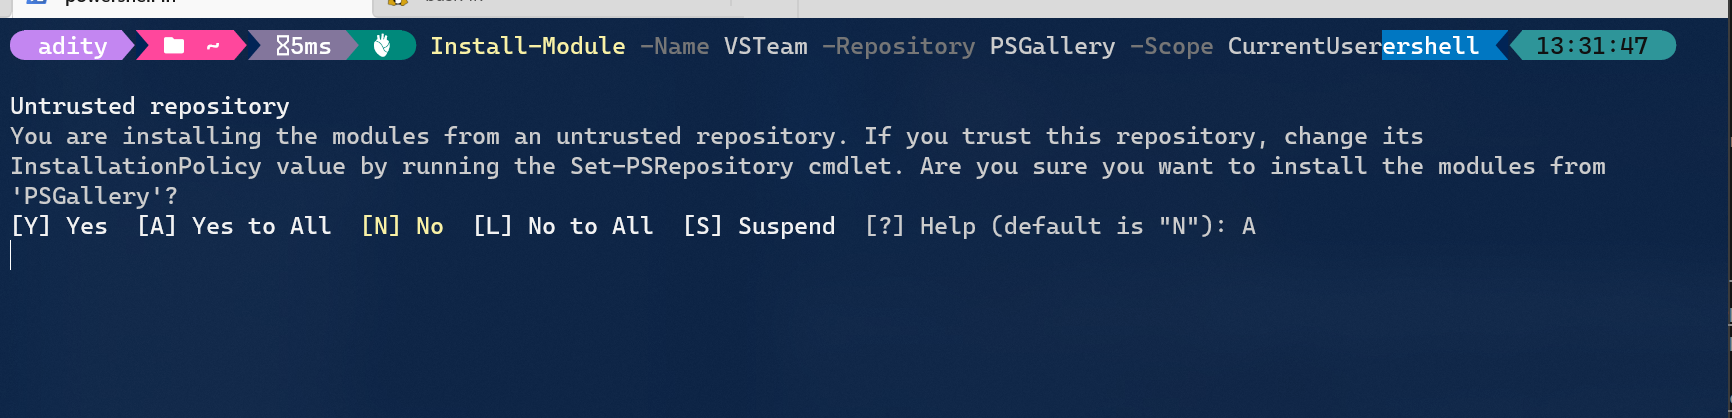 adity ~ 5ms Install-Module -Name VSTeam -Repository PSGallery -Scope CurrentUserershell 13:31:47
Untrusted repository
You are installing the modules from an untrusted repository. If you trust this repository, change its
InstallationPolicy value by running the Set-PSRepository cmdlet. Are you sure you want to install the modules from
'PSGallery'?
[Y] Yes  [A] Yes to All  [N] No  [L] No to All  [S] Suspend  [?] Help (default is "N"): A